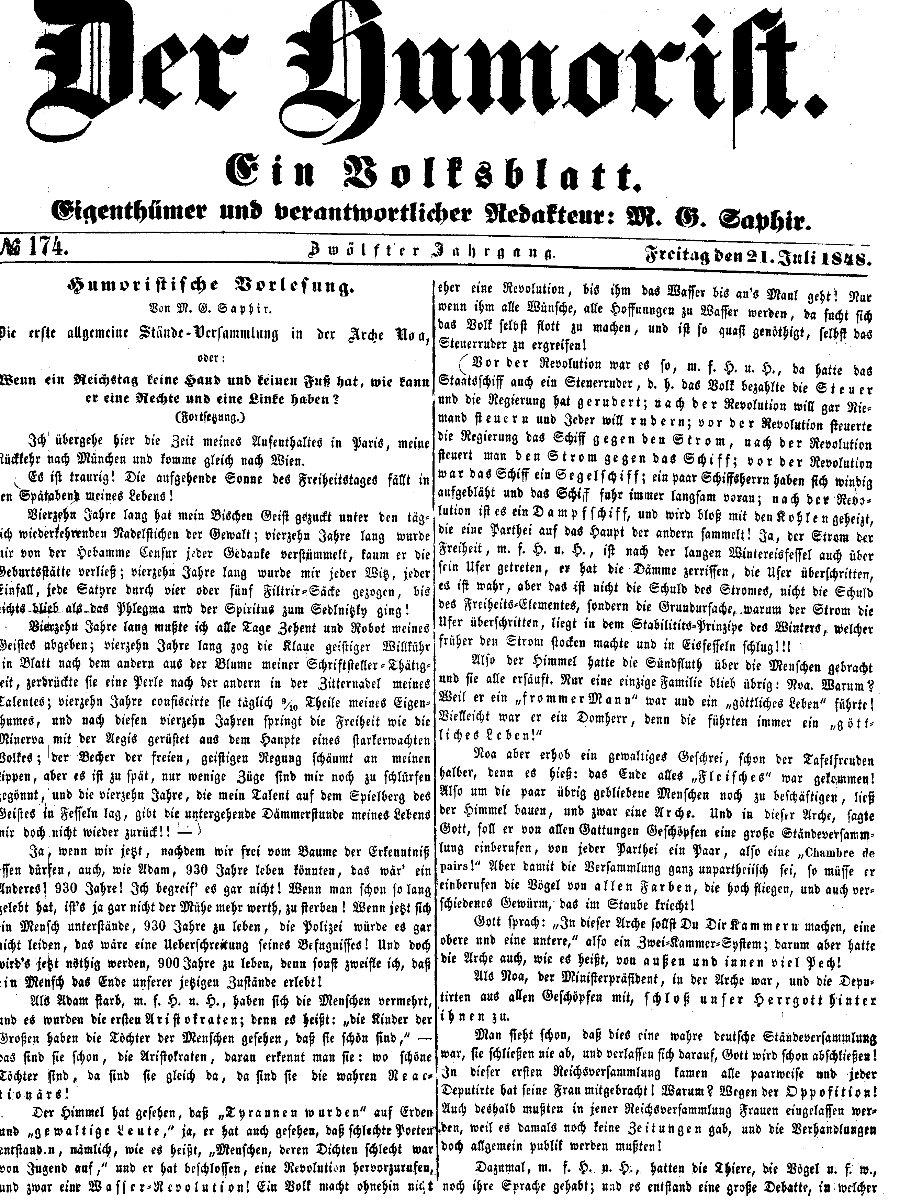 Der Humorist.
Ein Volksblatt.
Eigenthümer und verantwortlicher Redakteur: M. G. Saphir.
№ 174.
Zwölfter Jahrgang.
Freitag den 21. Juli 1848.
Humoristische Vorlesung.
Von M. G. Saphir.
Die erste allgemeine Stände-Versammlung in der Arche Noa,
oder:
Wenn ein Reichstag keine Hand und keinen Fuß hat, wie kann
er eine Rechte und eine Linke haben?
(Fortsetzung.)
Ich übergehe hier die Zeit meines Aufenthaltes in Paris, meine
Rückkehr nach München und komme gleich nach Wien.
Es ist traurig! Die aufgehende Sonne des Freiheitstages fällt in
en Spätabend meines Lebens!
Vierzehn Jahre lang hat mein Bischen Geist gezuckt unter den täg-
ich wiederkehrenden Nadelstichen der Gewalt; vierzehn Jahre lang wurde
mir von der Hebamme Censur jeder Gedanke verstümmelt, kaum er die
Geburtsstätte verließ; vierzehn Jahre lang wurde mir jeder Witz, jeder
Einfall, jede Satyre durch vier oder fünf Filtrir-Säcke gezogen, bis
nichts blieb als das Phlegma und der Spiritus zum Sedlnitzky ging!
Vierzehn Jahre lang mußte ich alle Tage Zehent und Robot meines
Geistes abgeben; vierzehn Jahre lang zog die Klaue geistiger Willkühr
ein Blatt nach dem andern aus der Blume meiner Schriftsteller-Thätig-
keit, zerdrückte sie eine Perle nach der andern in der Zitternadel meines
Talentes; vierzehn Jahre confiscirte sie täglich 9/10 Theile meines Eigen-
thumes, und nach diesen vierzehn Jahren springt die Freiheit wie die
Minerva mit der Aegis gerüstet aus dem Haupte eines starkerwachten
Volkes; der Becher der freien, geistigen Regung schäumt an meinen
Lippen, aber es ist zu spät, nur wenige Züge sind mir noch zu schlürfen
gegönnt, und die vierzehn Jahre, die mein Talent auf dem Spielberg des
Geistes in Fesseln lag, gibt die untergehende Dämmerstunde meines Lebens
mir doch nicht wieder zurück!! —
Ja, wenn wir jetzt, nachdem wir frei vom Baume der Erkenntniß
essen dürfen, auch, wie Adam, 930 Jahre leben könnten, das wär' ein
Anderes! 930 Jahre! Ich begreif' es gar nicht! Wenn man schon so lang
gelebt hat, ist's ja gar nicht der Mühe mehr werth, zu sterben! Wenn jetzt sich
ein Mensch unterstände, 930 Jahre zu leben, die Polizei würde es gar
nicht leiden, das wäre eine Ueberschreitung seines Befugnisses! Und doch
wird's jetzt nöthig werden, 900 Jahre zu leben, denn sonst zweifle ich, daß
ein Mensch das Ende unserer jetzigen Zustände erlebt!
Als Adam starb, m. f. H. u. H., haben sich die Menschen vermehrt,
und es wurden die ersten Aristokraten; denn es heißt: „die Kinder der
Großen haben die Töchter der Menschen gesehen, daß sie schön sind,“ —
das sind sie schon, die Aristokraten, daran erkennt man sie: wo schöne
Töchter sind, da sind sie gleich da, da sind sie die wahren Reac-
tionärs!
Der Himmel hat gesehen, daß „Tyrannen wurden“ auf Erden
und „gewaltige Leute,“ ja, er hat auch gesehen, daß schlechte Poeten
entstanden, nämlich, wie es heißt, „Menschen, deren Dichten schlecht war
von Jugend auf,“ und er hat beschlossen, eine Revolution hervorzurufen,
und zwar eine Wasser-Revolution! Ein Volk macht ohnehin nicht
eher eine Revolution, bis ihm das Wasser bis an's Maul geht! Nur
wenn ihm alle Wünsche, alle Hoffnungen zu Wasser werden, da sucht sich
das Volk selbst flott zu machen, und ist so quasi genöthigt, selbst das
Steuerruder zu ergreifen!
Vor der Revolution war es so, m. f. H. u. H., da hatte das
Staatsschiff auch ein Steuerruder, d. h. das Volk bezahlte die Steuer
und die Regierung hat gerudert; nach der Revolution will gar Nie-
mand steuern und Jeder will rudern; vor der Revolution steuerte
die Regierung das Schiff gegen den Strom, nach der Revolution
steuert man den Strom gegen das Schiff; vor der Revolution
war das Schiff ein Segelschiff; ein paar Schiffsherrn haben sich windig
aufgebläht und das Schiff fuhr immer langsam voran; nach der Revo-
lution ist es ein Dampfschiff, und wird bloß mit den Kohlen geheizt,
die eine Parthei auf das Haupt der andern sammelt! Ja, der Strom der
Freiheit, m. f. H. u. H., ist nach der langen Wintereisfessel auch über
sein Ufer getreten, er hat die Dämme zerrissen, die Ufer überschritten,
es ist wahr, aber das ist nicht die Schuld des Stromes, nicht die Schuld
des Freiheits-Elementes, sondern die Grundursache, warum der Strom die
Ufer überschritten, liegt in dem Stabilitäts-Prinzipe des Winters, welcher
früher den Strom stocken machte und in Eisfesseln schlug!!!
Also der Himmel hatte die Sündfluth über die Menschen gebracht
und sie alle ersäuft. Nur eine einzige Familie blieb übrig: Noa. Warum?
Weil er ein „frommer Mann“ war und ein „göttliches Leben“ führte!
Vielleicht war er ein Domherr, denn die führten immer ein „gött-
liches Leben!“
Noa aber erhob ein gewaltiges Geschrei, schon der Tafelfreuden
halber, denn es hieß: das Ende alles „Fleisches“ war gekommen!
Also um die paar übrig gebliebene Menschen noch zu beschäftigen, ließ
der Himmel bauen, und zwar eine Arche. Und in dieser Arche, sagte
Gott, soll er von allen Gattungen Geschöpfen eine große Ständeversamm-
lung einberufen, von jeder Parthei ein Paar, also eine „Chambre de
pairs!“ Aber damit die Versammlung ganz unpartheiisch sei, so müsse er
einberufen die Vögel von allen Farben, die hoch fliegen, und auch ver-
schiedenes Gewürm, das im Staube kriecht!
Gott sprach: „In dieser Arche sollst Du Dir Kammern machen, eine
obere und eine untere,“ also ein Zwei-Kammer-System; darum aber hatte
die Arche auch, wie es heißt, von außen und innen viel Pech!
Als Noa, der Ministerpräsident, in der Arche war, und die Depu-
tirten aus allen Geschöpfen mit, schloß unser Herrgott hinter
ihnen zu.
Man sieht schon, daß dies eine wahre deutsche Ständeversammlung
war, sie schließen nie ab, und verlassen sich darauf, Gott wird schon abschließen!
In dieser ersten Reichsversammlung kamen alle paarweise und jeder
Deputirte hat seine Frau mitgebracht! Warum? Wegen der Opposition!
Auch deshalb mußten in jener Reichsversammlung Frauen eingelassen wer-
den, weil es damals noch keine Zeitungen gab, und die Verhandlungen
doch allgemein publik werden mußten!
Dazumal, m. f. H. u. H., hatten die Thiere, die Vögel u. s. w.,
noch ihre Sprache gehabt; und es entstand eine große Debatte, in welcher